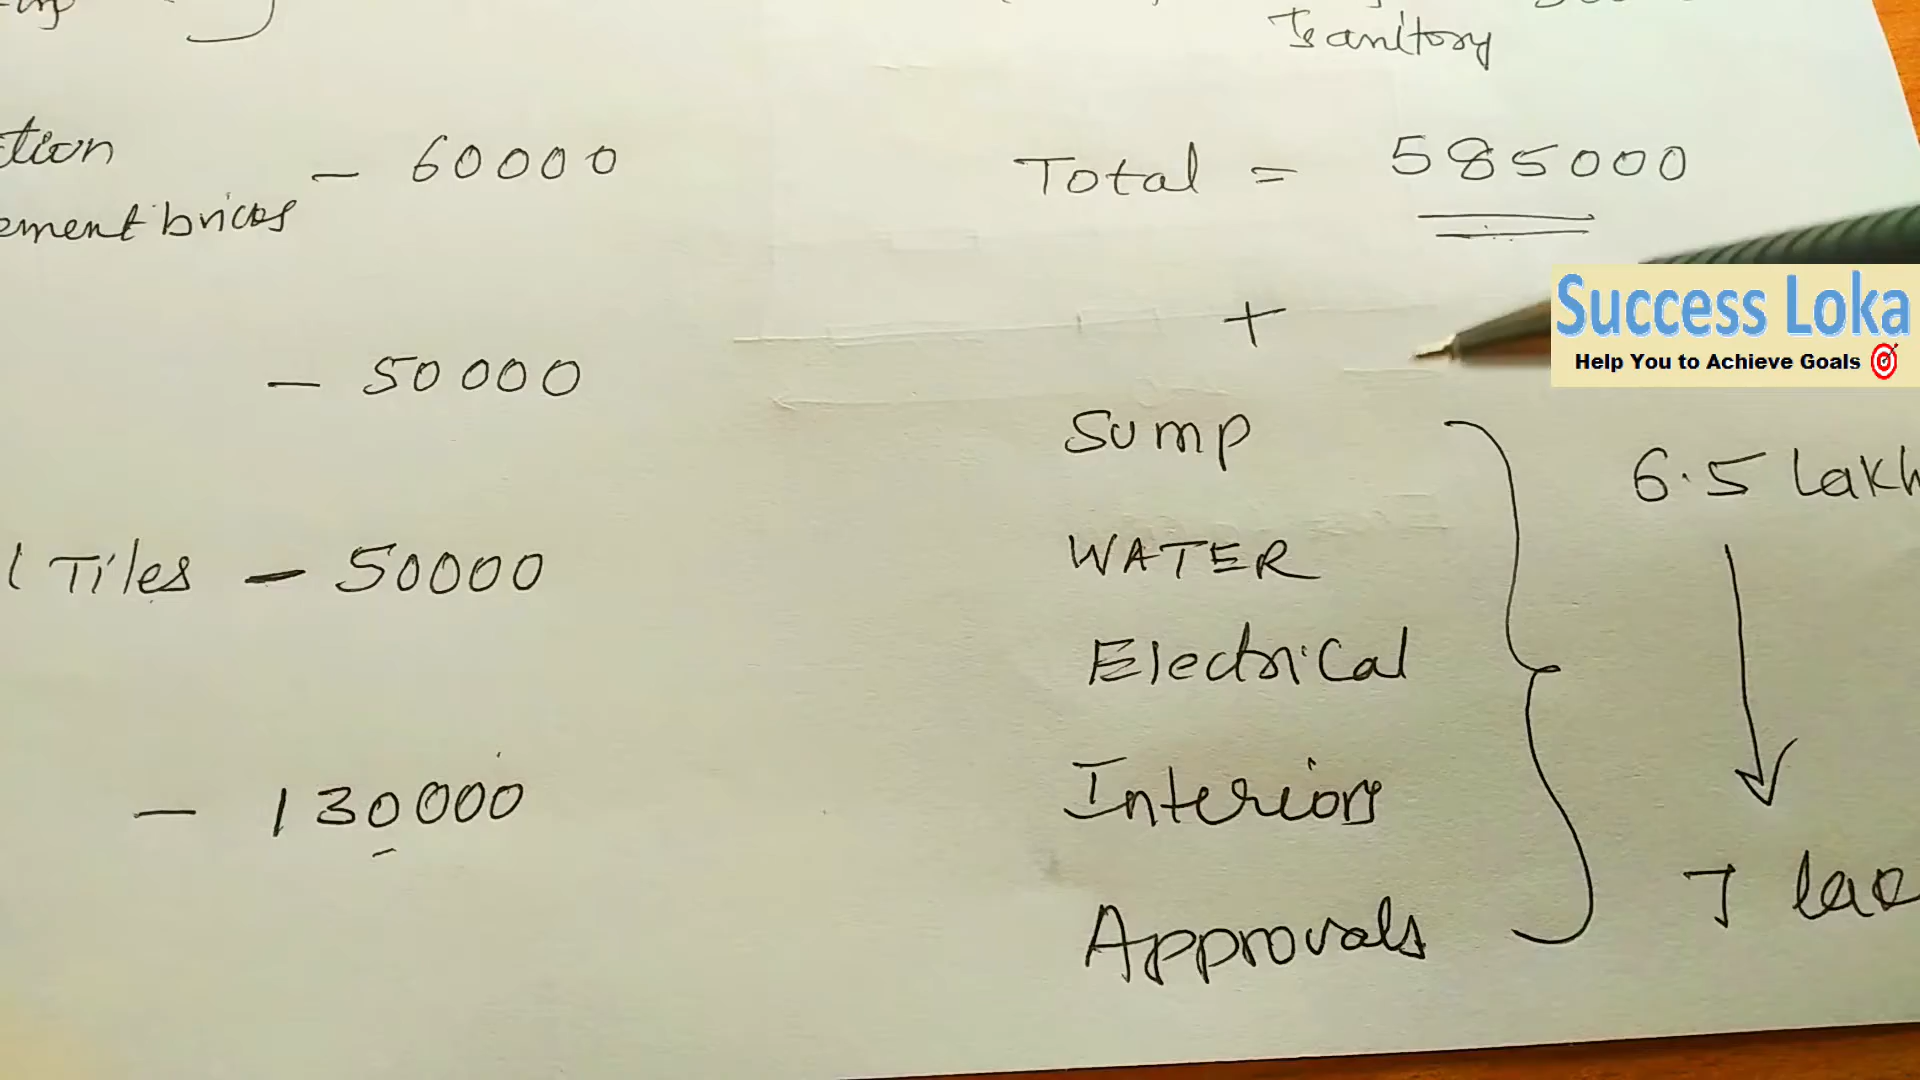 Sanitory
ction - 60000
ement bricks
- 50000
l Tiles - 50000
- 130000
Total = 585000
+
Sump
WATER
Electrical
Interiors
Approvals
6.5 Lakh
7 lac
Success Loka
Help You to Achieve Goals